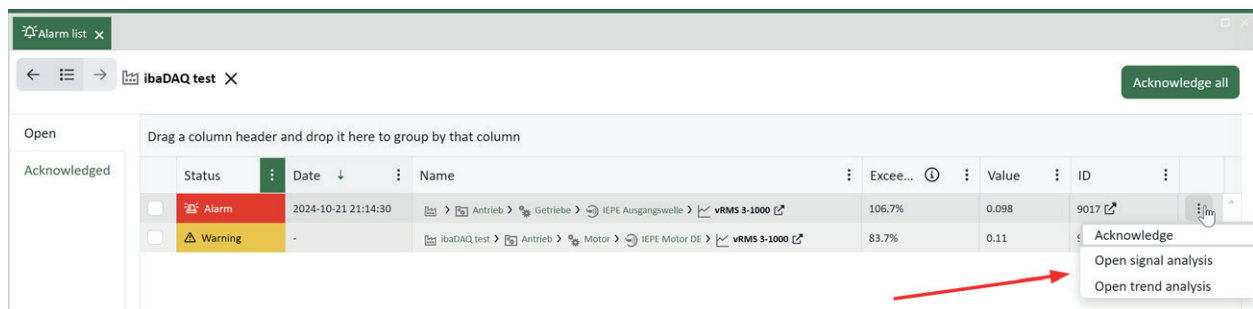 Alarm list
ibaDAQ test
Acknowledge all
Open
Acknowledged
Drag a column header and drop it here to group by that column
Status Date Name Excee... Value ID
Alarm 2024-10-21 21:14:30 Antrieb Getriebe IEPE Ausgangswelle vRMS 3-1000 106.7% 0.098 9017
Warning - ibaDAQ test Antrieb Motor IEPE Motor DE vRMS 3-1000 83.7% 0.11
Acknowledge
Open signal analysis
Open trend analysis